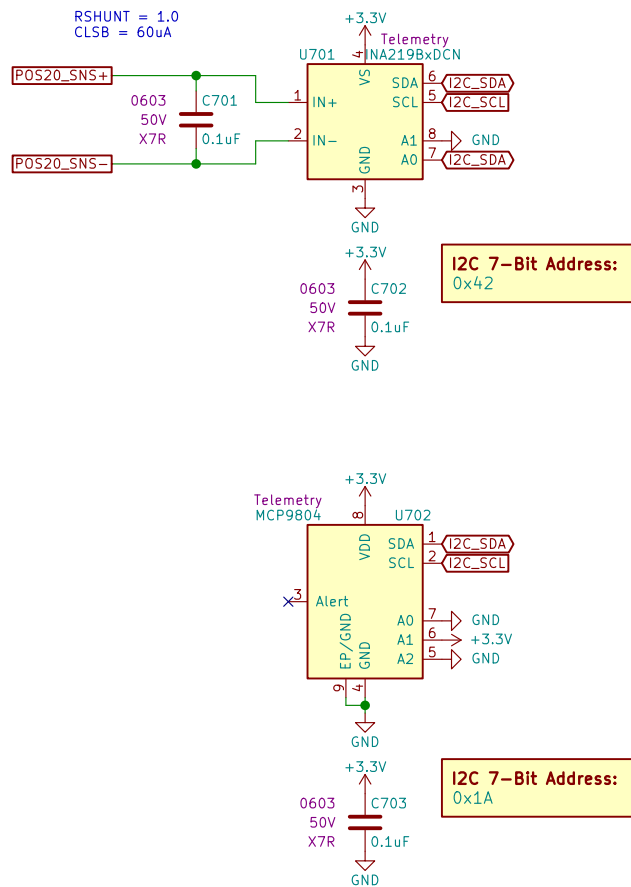 RSHUNT = 1.0
CLSB = 60uA
+3.3V
Telemetry
U701
INA219BxDCN
4
VS
POS20_SNS+
SDA
6
I2C_SDA
0603
C701
1
IN+
SCL
5
I2C_SCL
50V
X7R
0.1uF
2
IN-
A1
8
GND
POS20_SNS-
GND
A0
7
I2C_SDA
3
GND
+3.3V
I2C 7-Bit Address:
0x42
0603
C702
50V
X7R
0.1uF
GND
+3.3V
Telemetry
MCP9804
U702
8
VDD
SDA
1
I2C_SDA
SCL
2
I2C_SCL
3
Alert
A0
7
GND
EP/GND
GND
A1
6
+3.3V
A2
5
GND
9
4
GND
+3.3V
I2C 7-Bit Address:
0x1A
0603
C703
50V
X7R
0.1uF
GND